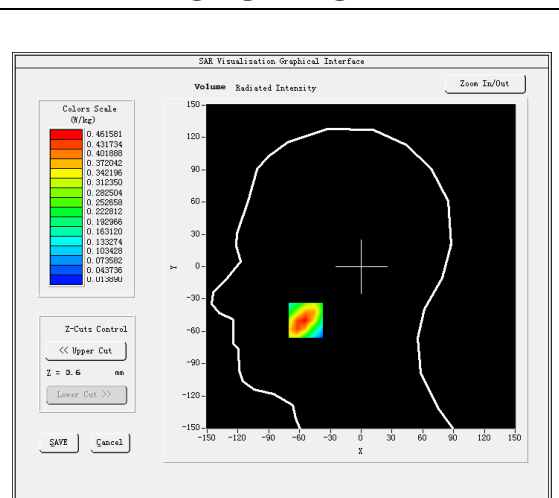 SAR Visualisation Graphical Interface
Volume Radiated Intensity
Zoom In/Out
Colors Scale
(W/kg)
0.461581
0.431734
0.401888
0.372042
0.342196
0.312350
0.282504
0.252658
0.222812
0.192966
0.163120
0.133274
0.103428
0.073582
0.043736
0.013890
150
120
90
60
30
0
-30
-60
-90
-120
-150
Y
-150 -120 -90 -60 -30 0 30 60 90 120 150
X
Z-Cuts Control
<< Upper Cut
Z = 0.6 mm
Lower Cut >>
SAVE Cancel